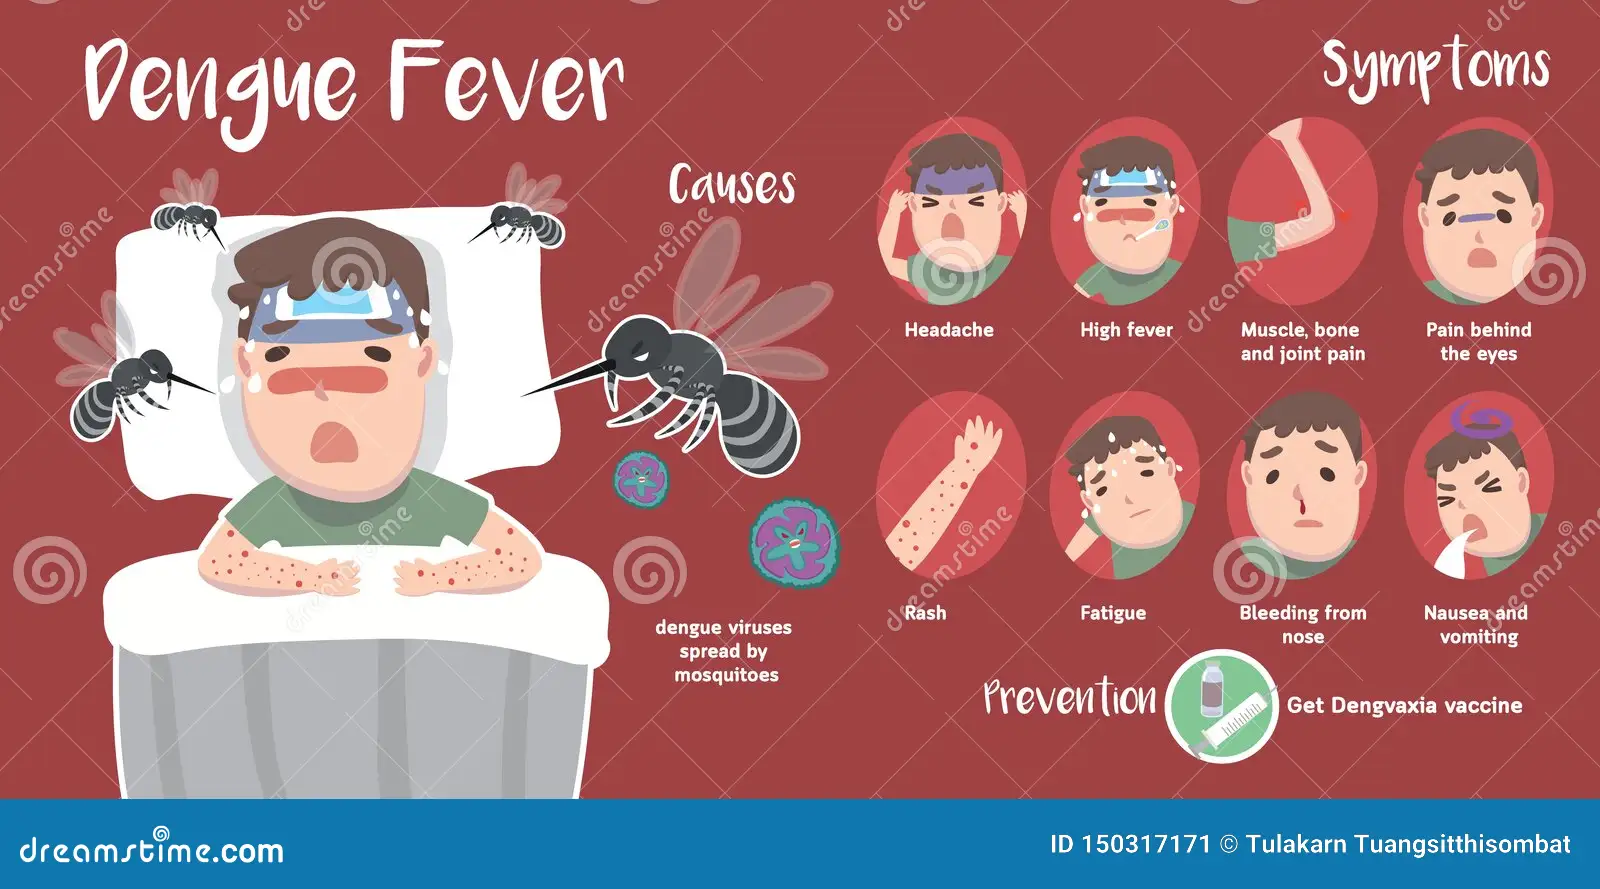 Dengue Fever
Causes
dengue viruses
spread by
mosquitoes
Symptoms
Headache
High fever
Muscle, bone
and joint pain
Pain behind
the eyes
Rash
Fatigue
Bleeding from
nose
Nausea and
vomiting
Prevention
Get Dengvaxia vaccine
dreamstime.com
ID 150317171 © Tulakarn Tuangsitthisombat